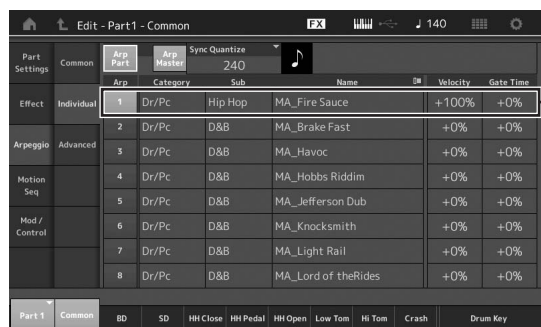 Edit - Part1 - Common FX 140
Part Settings Common Arp Part Arp Master Sync Quantize 240
Arp Category Sub Name Velocity Gate Time
Effect Individual 1 Dr/Pc Hip Hop MA_Fire Sauce +100% +0%
2 Dr/Pc D&B MA_Brake Fast +0% +0%
Arpeggio Advanced 3 Dr/Pc D&B MA_Havoc +0% +0%
Motion Seq 4 Dr/Pc D&B MA_Hobbs Riddim +0% +0%
5 Dr/Pc D&B MA_Jefferson Dub +0% +0%
Mod / Control 6 Dr/Pc D&B MA_Knocksmith +0% +0%
7 Dr/Pc D&B MA_Light Rail +0% +0%
8 Dr/Pc D&B MA_Lord of theRides +0% +0%
Part 1 Common BD SD HH Close HH Pedal HH Open Low Tom Hi Tom Crash Drum Key